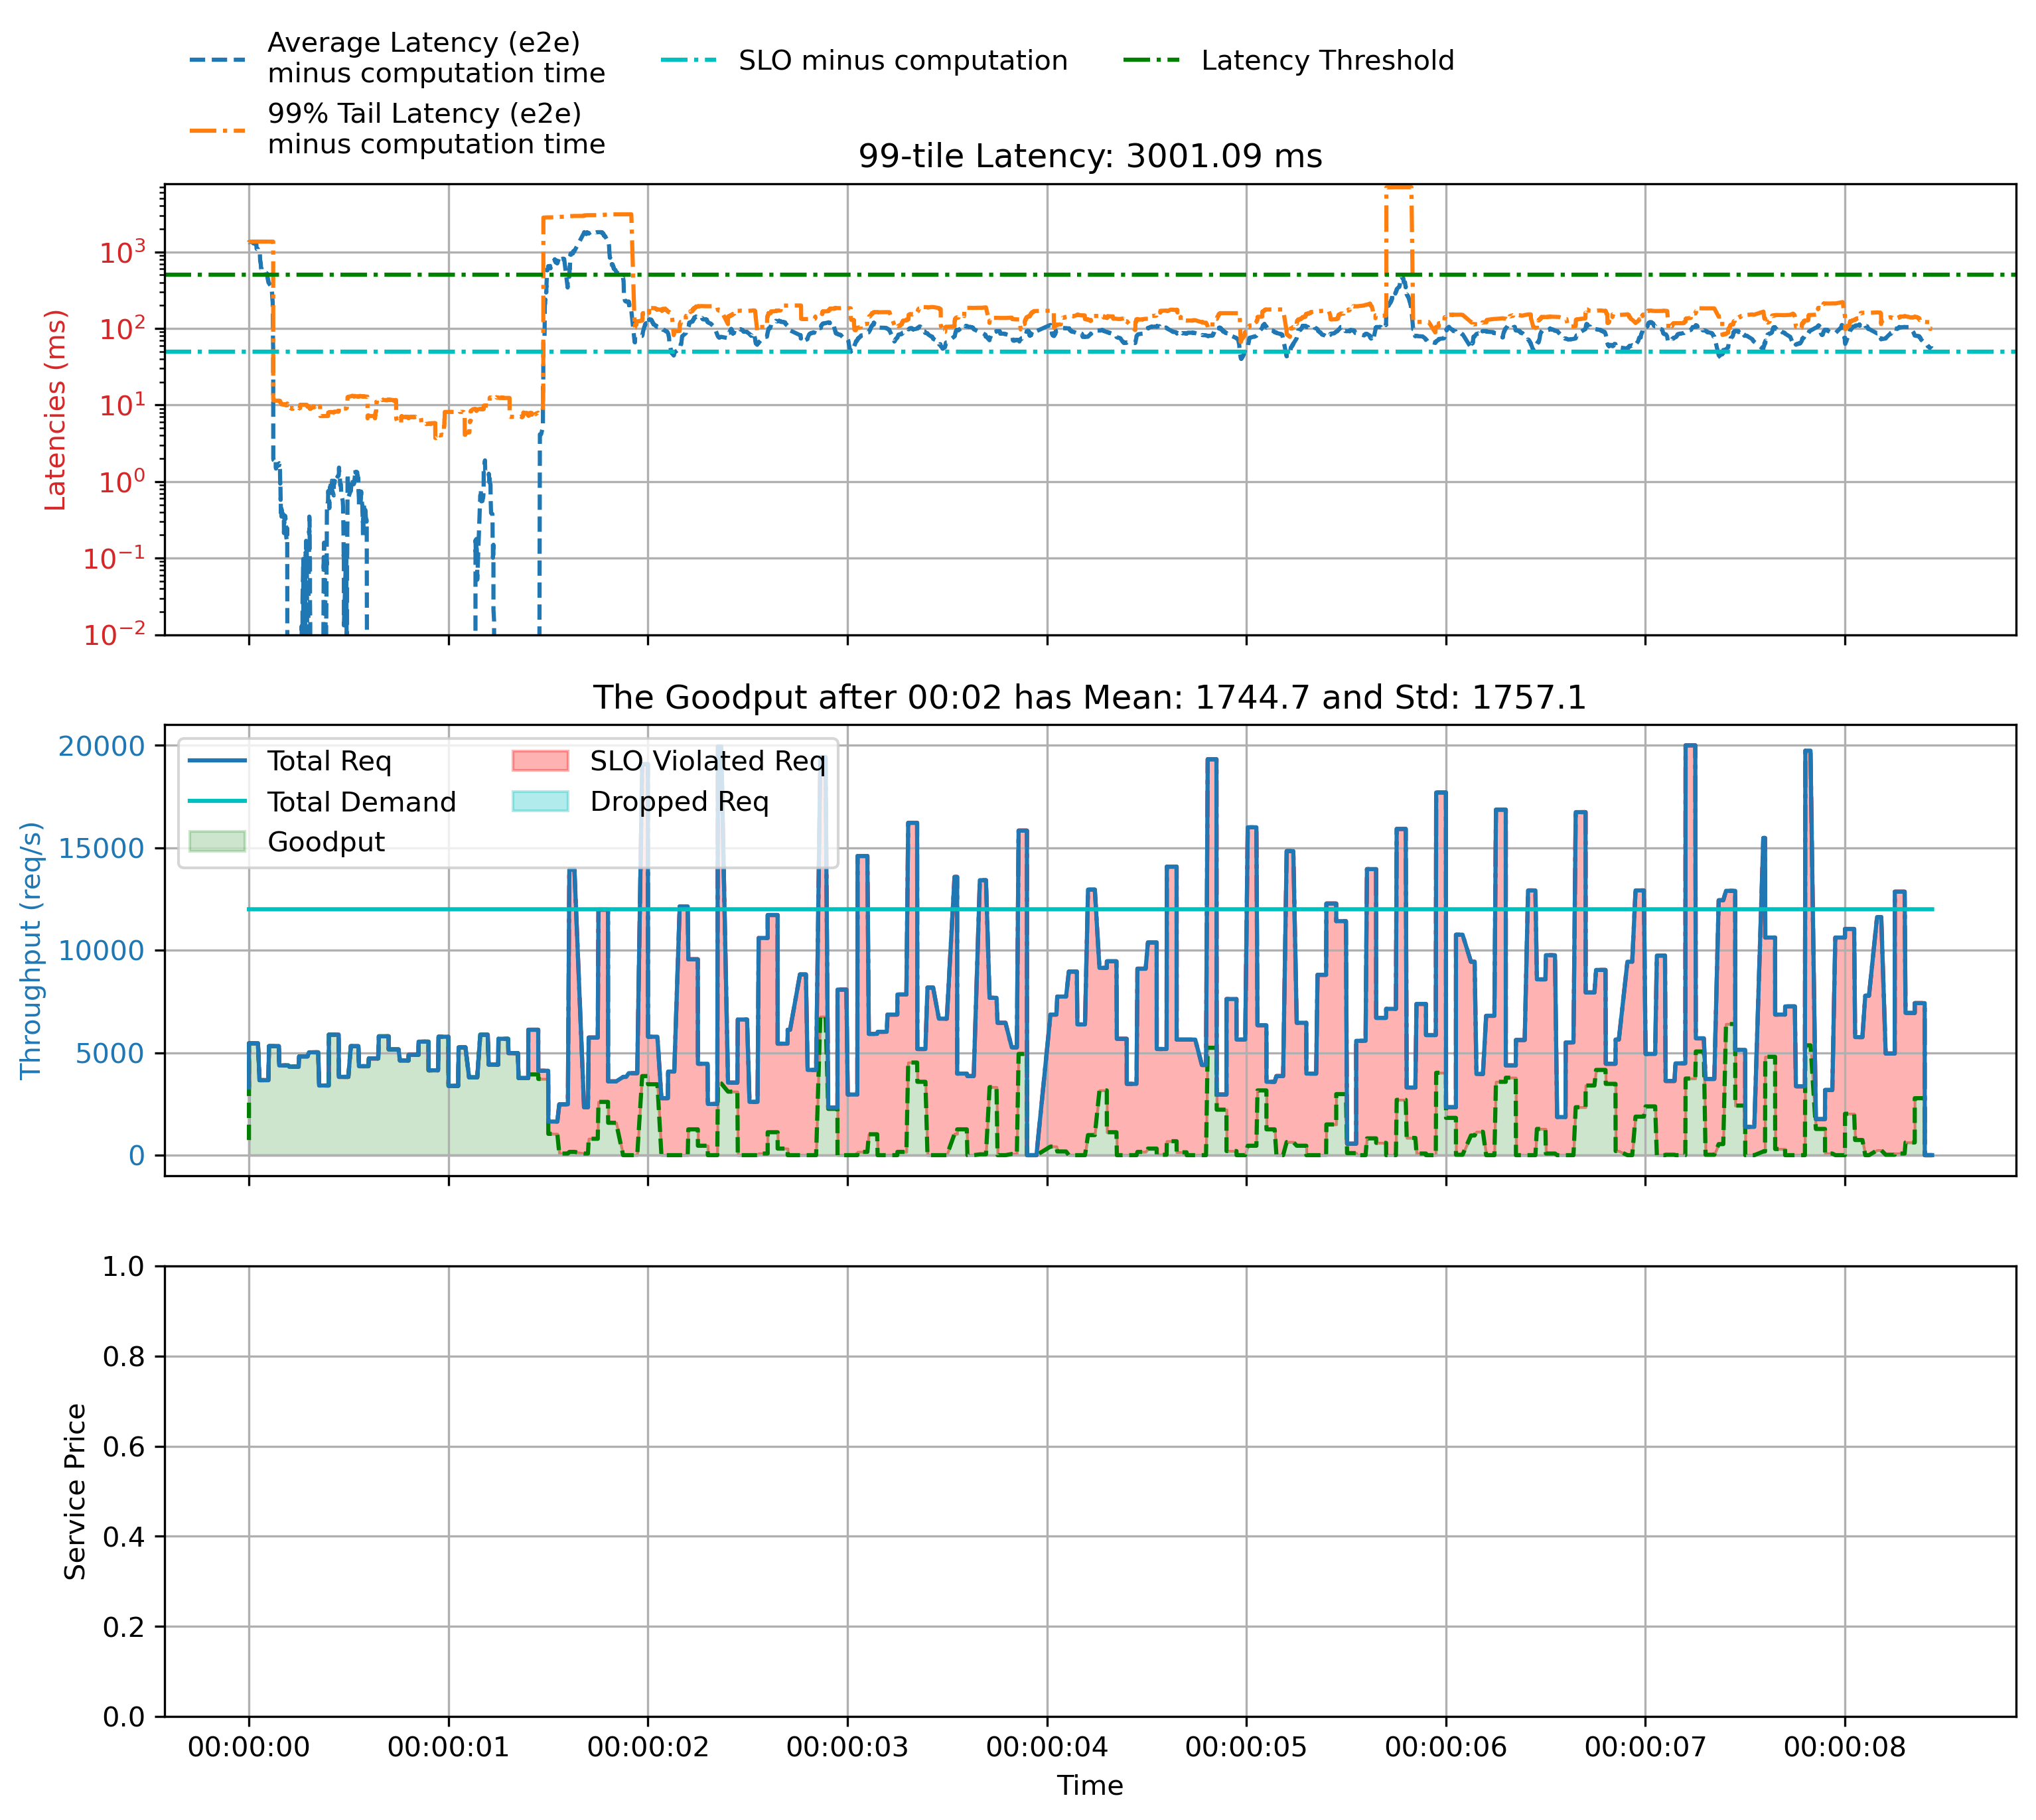 Average Latency (e2e)
minus computation time
99% Tail Latency (e2e)
minus computation time
SLO minus computation
Latency Threshold
99-tile Latency: 3001.09 ms
Latencies (ms)
10³
10²
10¹
10⁰
10⁻¹
10⁻²
The Goodput after 00:02 has Mean: 1744.7 and Std: 1757.1
Throughput (req/s)
20000
15000
10000
5000
0
Total Req
Total Demand
Goodput
SLO Violated Req
Dropped Req
Service Price
1.0
0.8
0.6
0.4
0.2
0.0
00:00:00
00:00:01
00:00:02
00:00:03
00:00:04
00:00:05
00:00:06
00:00:07
00:00:08
Time